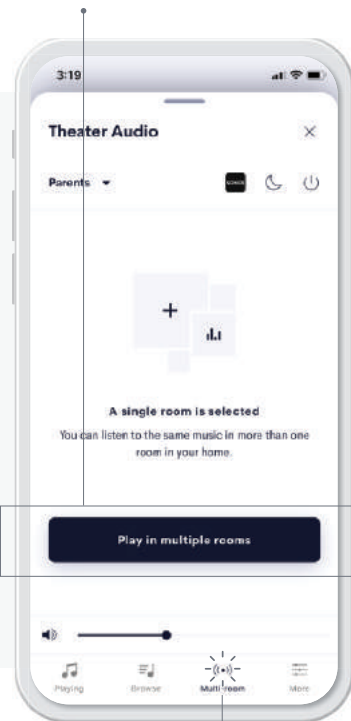 3:19
Theater Audio
Parents
SONOS
A single room is selected
You can listen to the same music in more than one
room in your home.
Play in multiple rooms
Playing
Browse
Multi-room
More